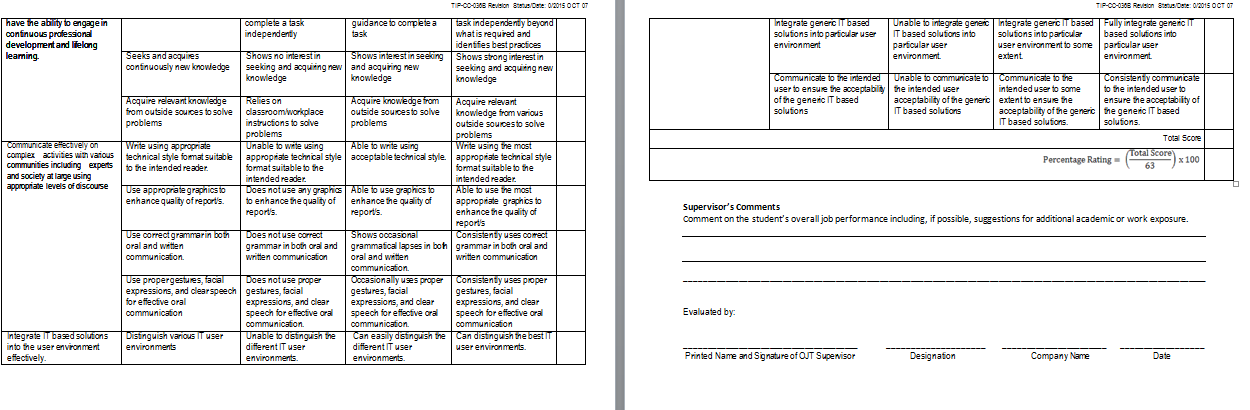 TIP-CC-036B Revision Status/Date: 0/2015 OCT 07
have the ability to engage in
continuous professional
development and lifelong
learning.
complete a task
independently
guidance to complete a
task
task independently beyond
what is required and
identifies best practices
Seeks and acquires
continuously new knowledge
Shows no interest in
seeking and acquiring new
knowledge
Shows interest in seeking
and acquiring new
knowledge
Shows strong interest in
seeking and acquiring new
knowledge
Acquire relevant knowledge
from outside sources to solve
problems
Relies on
classroom/workplace
instructions to solve
problems
Acquire knowledge from
outside sources to solve
problems
Acquire relevant
knowledge from various
outside sources to solve
problems
Communicate effectively on
complex activities with various
communities including experts
and society at large using
appropriate levels of discourse
Write using appropriate
technical style format suitable
to the intended reader.
Unable to write using
appropriate technical style
format suitable to the
intended reader.
Able to write using
acceptable technical style.
Write using the most
appropriate technical style
format suitable to the
intended reader.
Use appropriate graphics to
enhance quality of report/s.
Does not use any graphics
to enhance the quality of
report/s.
Able to use graphics to
enhance the quality of
report/s.
Able to use the most
appropriate graphics to
enhance the quality of
report/s
Use correct grammar in both
oral and written
communication.
Does not use correct
grammar in both oral and
written communication
Shows occasional
grammatical lapses in both
oral and written
communication.
Consistently uses correct
grammar in both oral and
written communication
Use proper gestures, facial
expressions, and clear speech
for effective oral
communication
Does not use proper
gestures, facial
expressions, and clear
speech for effective oral
communication.
Occasionally uses proper
gestures, facial
expressions, and clear
speech for effective oral
communication.
Consistently uses proper
gestures, facial
expressions, and clear
speech for effective oral
communication
Integrate IT based solutions
into the user environment
effectively.
Distinguish various IT user
environments
Unable to distinguish the
different IT user
environments.
Can easily distinguish the
different IT user
environments.
Can distinguish the best IT
user environments.
TIP-CC-036B Revision Status/Date: 0/2015 OCT 07
Integrate generic IT based
solutions into particular user
environment
Unable to integrate generic
IT based solutions into
particular user
environment.
Integrate generic IT based
solutions into particular
user environment to some
extent.
Fully integrate generic IT
based solutions into
particular user
environment.
Communicate to the intended
user to ensure the acceptability
of the generic IT based
solutions
Unable to communicate to
the intended user
acceptability of the generic
IT based solutions.
Communicate to the
intended user to some
extent to ensure the
acceptability of the generic
IT based solutions.
Consistently communicate
to the intended user to
ensure the acceptability of
the generic IT based
solutions.
Total Score
Percentage Rating = (Total Score/63) x 100
Supervisor's Comments
Comment on the student's overall job performance including, if possible, suggestions for additional academic or work exposure.
Evaluated by:
Printed Name and Signature of OJT Supervisor Designation Company Name Date